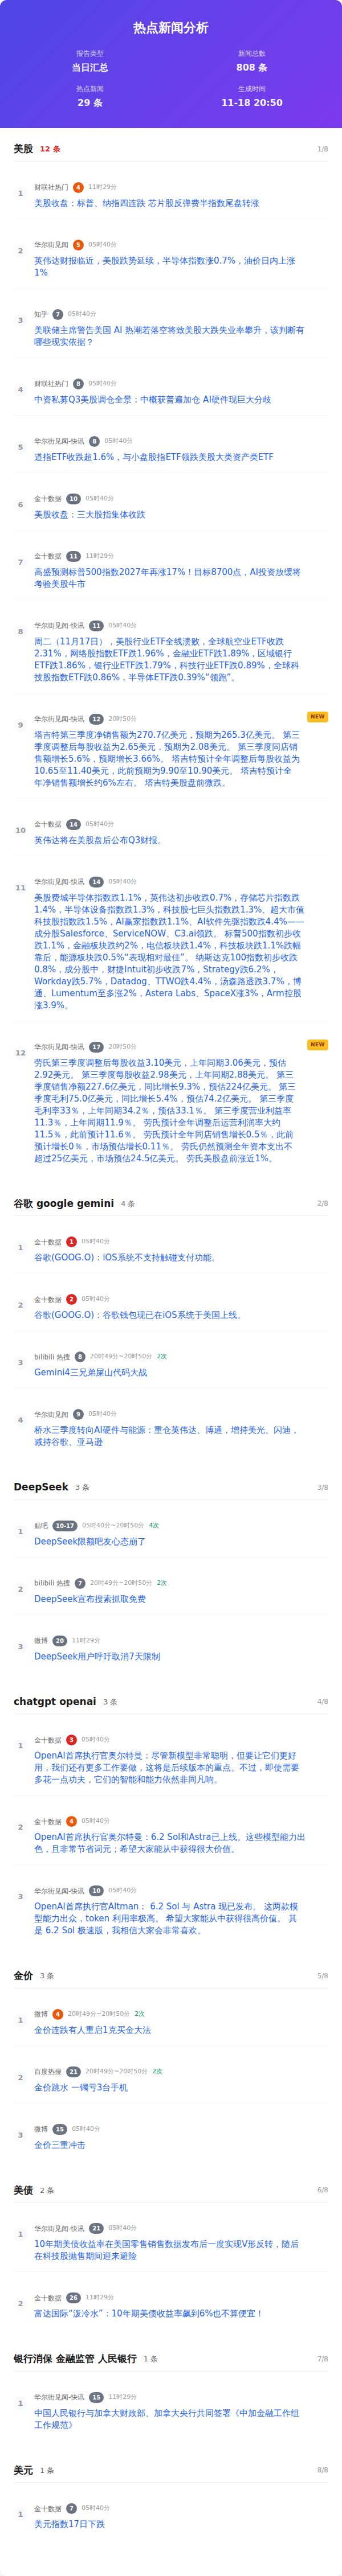 热点新闻分析
报告类型
当日汇总
新闻总数
808 条
热点新闻
29 条
生成时间
11-18 20:50
美股 12 条 1/8
1
财联社热门 4 11时29分
美股收盘：标普、纳指四连跌 芯片股反弹费半指数尾盘转涨
2
华尔街见闻 5 05时40分
英伟达财报临近，美股跌势延续，半导体指数涨0.7%，油价日内上涨
1%
3
知乎 7 05时40分
美联储主席警告美国 AI 热潮若落空将致美股大跌失业率攀升，该判断有
哪些现实依据？
4
财联社热门 8 05时40分
中资私募Q3美股调仓全景：中概获普遍加仓 AI硬件现巨大分歧
5
华尔街见闻-快讯 8 05时40分
道指ETF收跌超1.6%，与小盘股指ETF领跌美股大类资产类ETF
6
金十数据 10 05时40分
美股收盘：三大股指集体收跌
7
金十数据 11 11时29分
高盛预测标普500指数2027年再涨17%！目标8700点，AI投资放缓将
考验美股牛市
8
华尔街见闻-快讯 11 05时40分
周二（11月17日），美股行业ETF全线溃败，全球航空业ETF收跌
2.31%，网络股指数ETF跌1.96%，金融业ETF跌1.89%，区域银行
ETF跌1.86%，银行业ETF跌1.79%，科技行业ETF跌0.89%，全球科
技股指数ETF跌0.86%，半导体ETF跌0.39%“领跑”。
9
华尔街见闻-快讯 12 20时50分
NEW
塔吉特第三季度净销售额为270.7亿美元，预期为265.3亿美元。 第三
季度调整后每股收益为2.65美元，预期为2.08美元。 第三季度同店销
售额增长5.6%，预期增长3.66%。 塔吉特预计全年调整后每股收益为
10.65至11.40美元，此前预期为9.90至10.90美元。 塔吉特预计全
年净销售额增长约6%左右。 塔吉特美股盘前微跌。
10
金十数据 14 05时40分
英伟达将在美股盘后公布Q3财报。
11
华尔街见闻-快讯 14 05时40分
美股费城半导体指数跌1.1%，英伟达初步收跌0.7%，存储芯片指数跌
1.4%，半导体设备指数跌1.3%，科技股七巨头指数跌1.3%、超大市值
科技股指数跌1.5%，AI赢家指数跌1.1%、AI软件先驱指数跌4.4%——
成分股Salesforce、ServiceNOW、C3.ai领跌。 标普500指数初步收
跌1.1%，金融板块跌约2%，电信板块跌1.4%，科技板块跌1.1%跌幅
靠后，能源板块跌0.5%“表现相对最佳”。 纳斯达克100指数初步收跌
0.8%，成分股中，财捷Intuit初步收跌7%，Strategy跌6.2%，
Workday跌5.7%，Datadog、TTWO跌4.4%，汤森路透跌3.7%，博
通、Lumentum至多涨2%，Astera Labs、SpaceX涨3%，Arm控股
涨3.9%。
12
华尔街见闻-快讯 17 20时50分
NEW
劳氏第三季度调整后每股收益3.10美元，上年同期3.06美元，预估
2.92美元。 第三季度每股收益2.98美元，上年同期2.88美元。 第三
季度销售净额227.6亿美元，同比增长9.3%，预估224亿美元。 第三
季度毛利75.0亿美元，同比增长5.4%，预估74.2亿美元。 第三季度
毛利率33%，上年同期34.2%，预估33.1%。 第三季度营业利益率
11.3%，上年同期11.9%。 劳氏预计全年调整后运营利润率大约
11.5%，此前预计11.6%。 劳氏预计全年同店销售增长0.5%，此前
预计增长0%，市场预估增长0.11%。 劳氏仍然预测全年资本支出不
超过25亿美元，市场预估24.5亿美元。 劳氏美股盘前涨近1%。
谷歌 google gemini 4 条 2/8
1
金十数据 1 05时40分
谷歌(GOOG.O)：iOS系统不支持触碰支付功能。
2
金十数据 2 05时40分
谷歌(GOOG.O)：谷歌钱包现已在iOS系统于美国上线。
3
bilibili 热搜 8 20时49分~20时50分 2次
Gemini4三兄弟屎山代码大战
4
华尔街见闻 9 05时40分
桥水三季度转向AI硬件与能源：重仓英伟达、博通，增持美光、闪迪，
减持谷歌、亚马逊
DeepSeek 3 条 3/8
1
贴吧 10-17 05时40分~20时50分 4次
DeepSeek限额吧友心态崩了
2
bilibili 热搜 7 20时49分~20时50分 2次
DeepSeek宣布搜索抓取免费
3
微博 20 11时29分
DeepSeek用户呼吁取消7天限制
chatgpt openai 3 条 4/8
1
金十数据 3 05时40分
OpenAI首席执行官奥尔特曼：尽管新模型非常聪明，但要让它们更好
用，我们还有更多工作要做，这将是后续版本的重点。不过，即使需要
多花一点功夫，它们的智能和能力依然非同凡响。
2
金十数据 4 05时40分
OpenAI首席执行官奥尔特曼：6.2 Sol和Astra已上线。这些模型能力出
色，且非常节省词元；希望大家能从中获得很大价值。
3
华尔街见闻-快讯 10 05时40分
OpenAI首席执行官Altman： 6.2 Sol 与 Astra 现已发布。 这两款模
型能力出众，token 利用率极高。 希望大家能从中获得很高价值。 其
是 6.2 Sol 极速版，我相信大家会非常喜欢。
金价 3 条 5/8
1
微博 4 20时49分~20时50分 2次
金价连跌有人重启1克买金大法
2
百度热搜 21 20时49分~20时50分 2次
金价跳水 一镯亏3台手机
3
微博 15 05时40分
金价三重冲击
美债 2 条 6/8
1
华尔街见闻-快讯 21 05时40分
10年期美债收益率在美国零售销售数据发布后一度实现V形反转，随后
在科技股抛售期间迎来避险
2
金十数据 26 11时29分
富达国际“泼冷水”：10年期美债收益率飙到6%也不算便宜！
银行消保 金融监管 人民银行 1 条 7/8
1
华尔街见闻-快讯 15 11时29分
中国人民银行与加拿大财政部、加拿大央行共同签署《中加金融工作组
工作规范》
美元 1 条 8/8
1
金十数据 7 05时40分
美元指数17日下跌